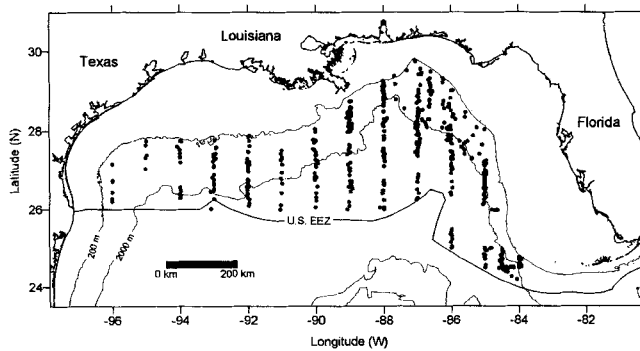 Louisiana
Texas
Florida
30
28
26
24
Latitude (N)
U.S. EEZ
200 m
2000 m
0 km
200 km
-96
-94
-92
-90
-88
-86
-84
-82
Longitude (W)